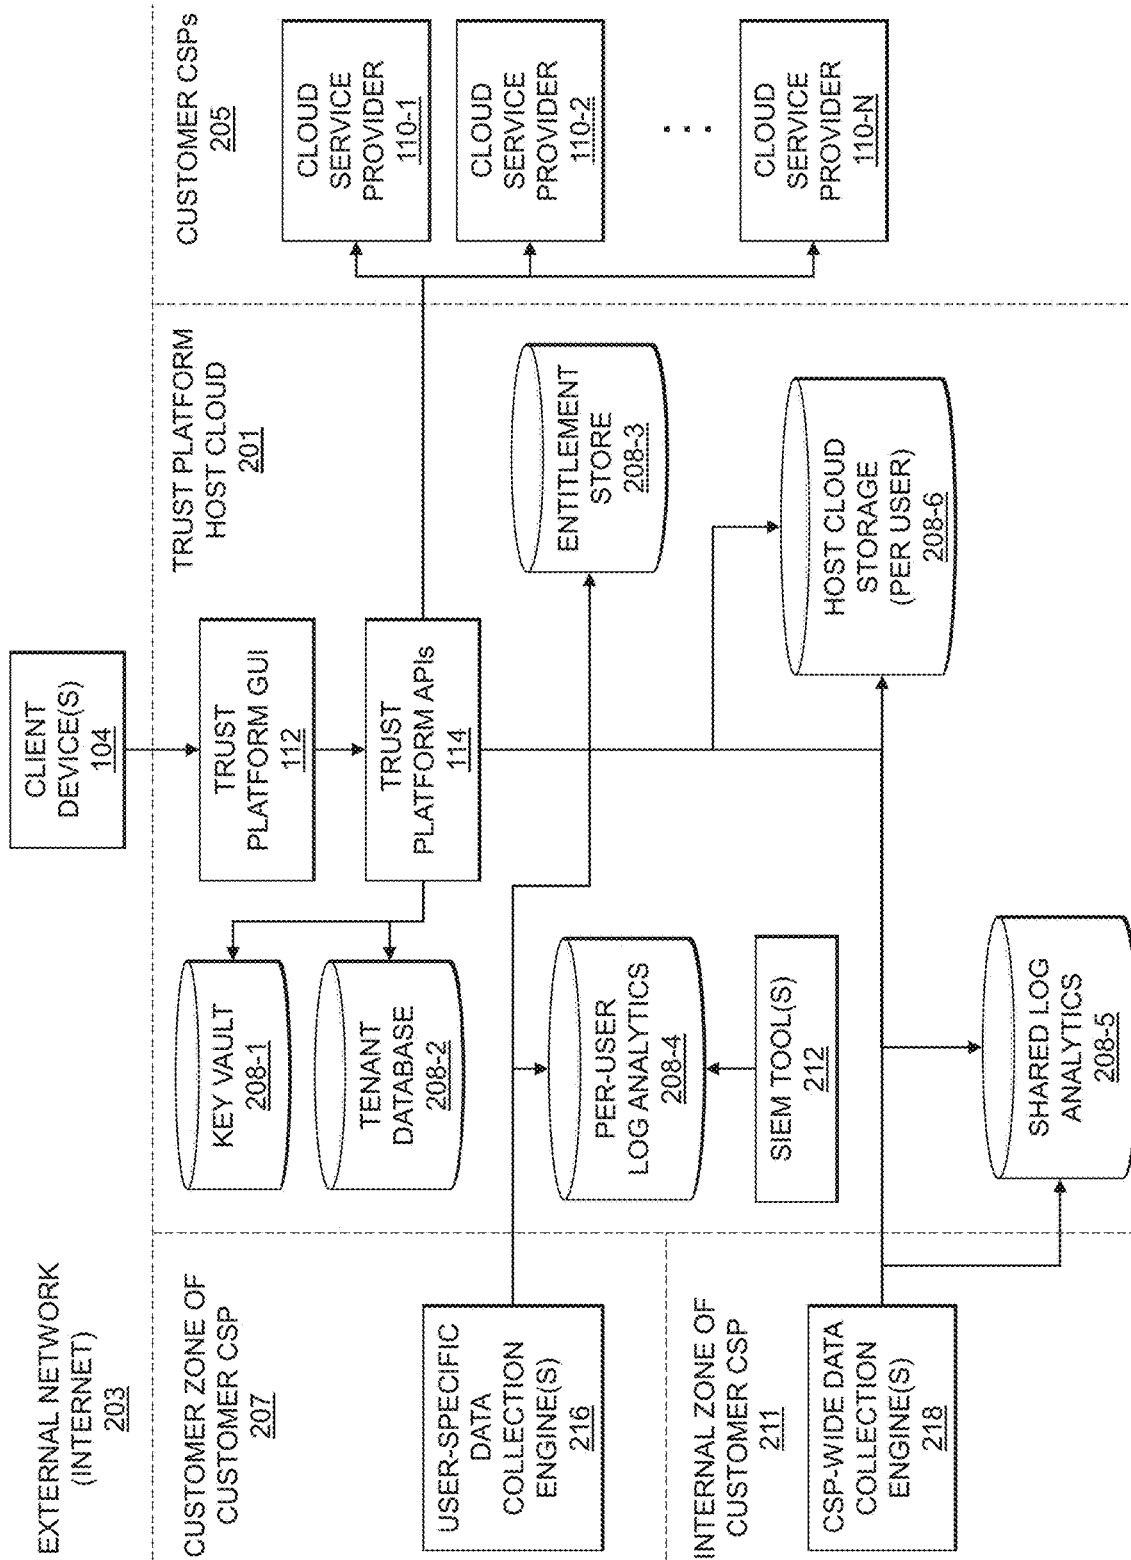 EXTERNAL NETWORK
(INTERNET)
203
CLIENT
DEVICE(S)
104
CUSTOMER ZONE OF
CUSTOMER CSP
207
USER-SPECIFIC
DATA
COLLECTION
ENGINE(S)
216
INTERNAL ZONE OF
CUSTOMER CSP
211
CSP-WIDE DATA
COLLECTION
ENGINE(S)
218
TRUST PLATFORM
HOST CLOUD
201
KEY VAULT
208-1
TENANT
DATABASE
208-2
TRUST
PLATFORM GUI
112
TRUST
PLATFORM APIs
114
PER-USER
LOG ANALYTICS
208-4
SIEM TOOL(S)
212
SHARED LOG
ANALYTICS
208-5
ENTITLEMENT
STORE
208-3
HOST CLOUD
STORAGE
(PER USER)
208-6
CUSTOMER CSPs
205
CLOUD
SERVICE
PROVIDER
110-1
CLOUD
SERVICE
PROVIDER
110-2
. . .
CLOUD
SERVICE
PROVIDER
110-N